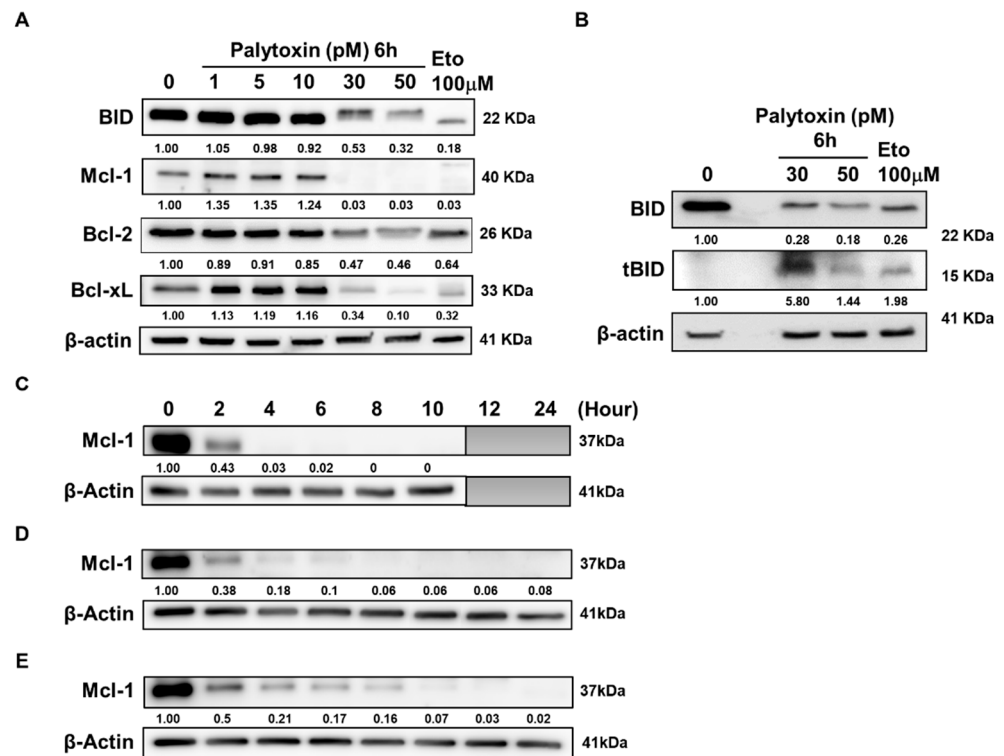 A
Palytoxin (pM) 6h
Eto
0 1 5 10 30 50 100μM
BID 22 KDa
1.00 1.05 0.98 0.92 0.53 0.32 0.18
Mcl-1 40 KDa
1.00 1.35 1.35 1.24 0.03 0.03 0.03
Bcl-2 26 KDa
1.00 0.89 0.91 0.85 0.47 0.46 0.64
Bcl-xL 33 KDa
1.00 1.13 1.19 1.16 0.34 0.10 0.32
β-actin 41 KDa
B
Palytoxin (pM)
6h
Eto
0 30 50 100μM
BID
1.00 0.28 0.18 0.26 22 KDa
tBID 15 KDa
1.00 5.80 1.44 1.98
41 KDa
β-actin
C
0 2 4 6 8 10 12 24 (Hour)
Mcl-1 37kDa
1.00 0.43 0.03 0.02 0 0
β-Actin 41kDa
D
Mcl-1 37kDa
1.00 0.38 0.18 0.1 0.06 0.06 0.06 0.08
β-Actin 41kDa
E
Mcl-1 37kDa
1.00 0.5 0.21 0.17 0.16 0.07 0.03 0.02
β-Actin 41kDa